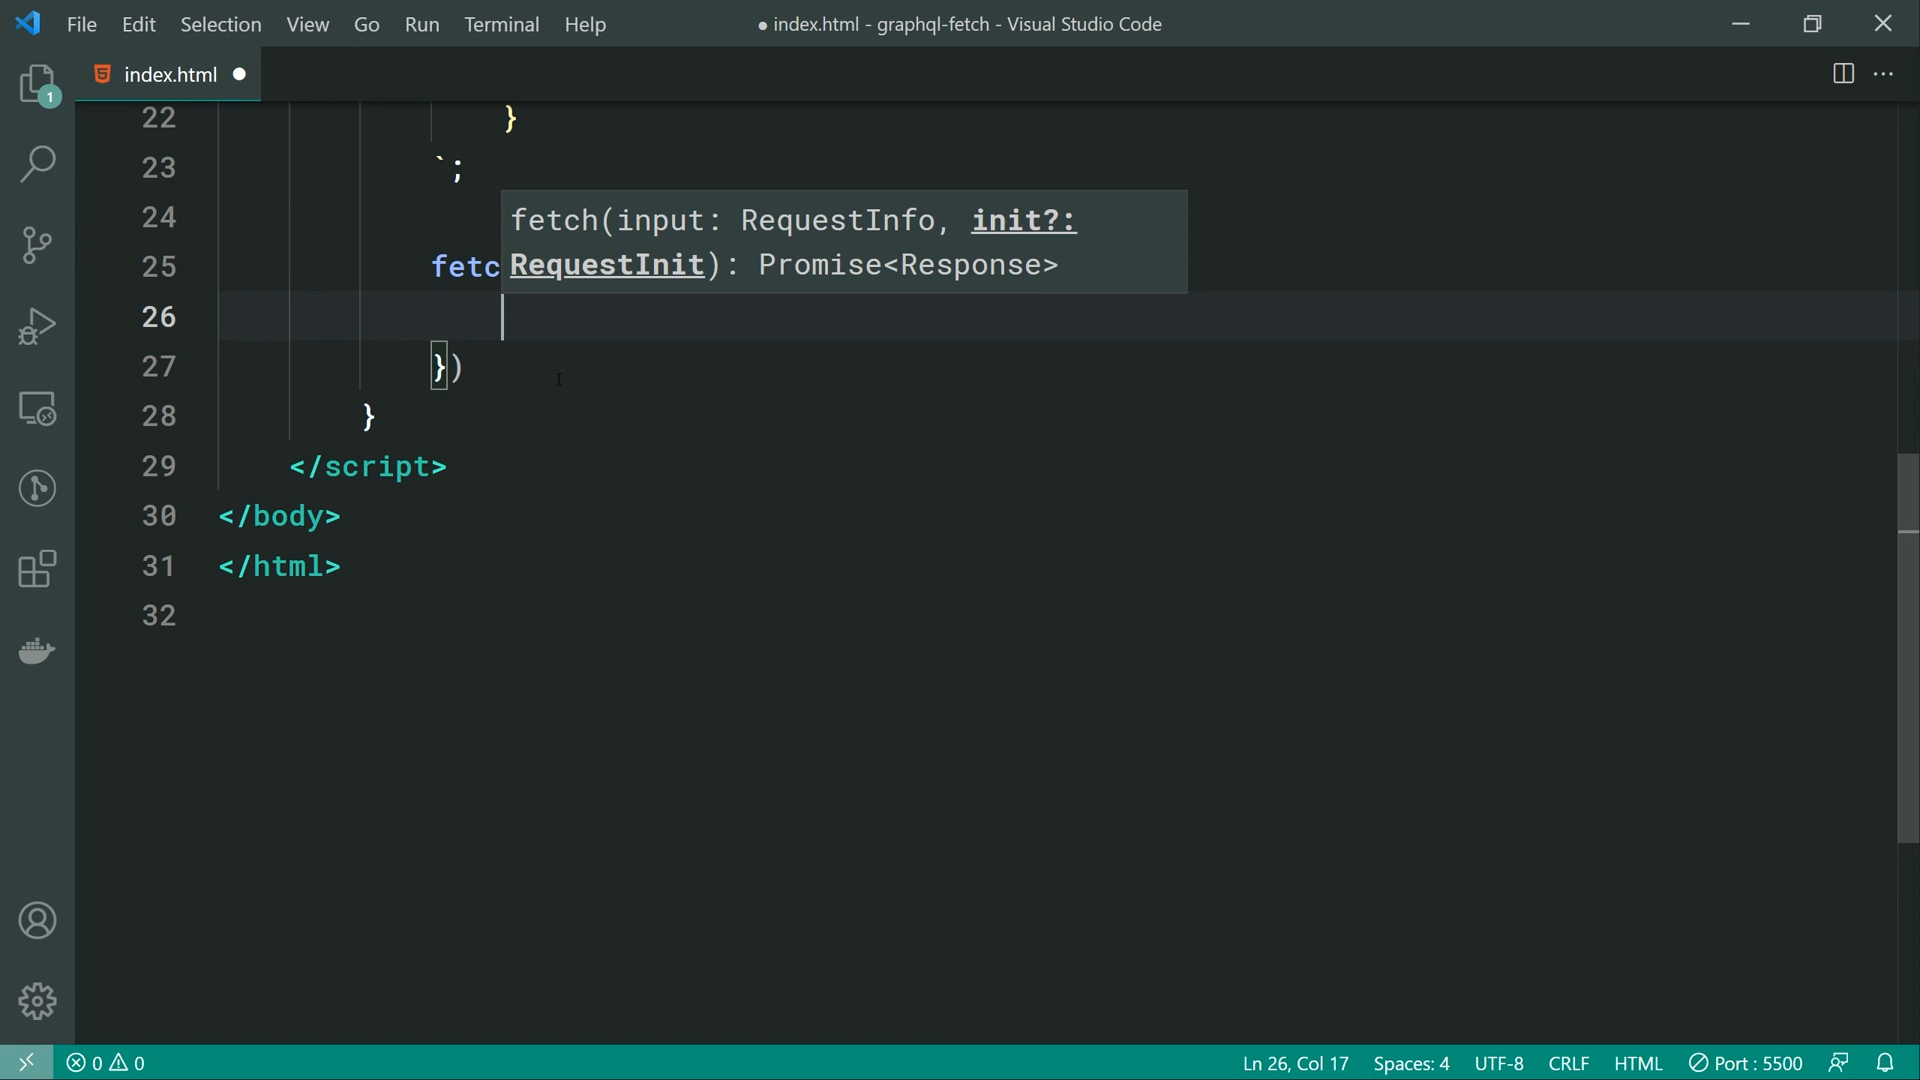 File Edit Selection View Go Run Terminal Help ● index.html - graphql-fetch - Visual Studio Code
index.html ●
1
22 }
23 `;
24
fetch(input: RequestInfo, init?:
RequestInit): Promise<Response>
25 fetc
26
27 })
28 }
29 </script>
30 </body>
31 </html>
32
0 0 Ln 26, Col 17 Spaces: 4 UTF-8 CRLF HTML Port : 5500